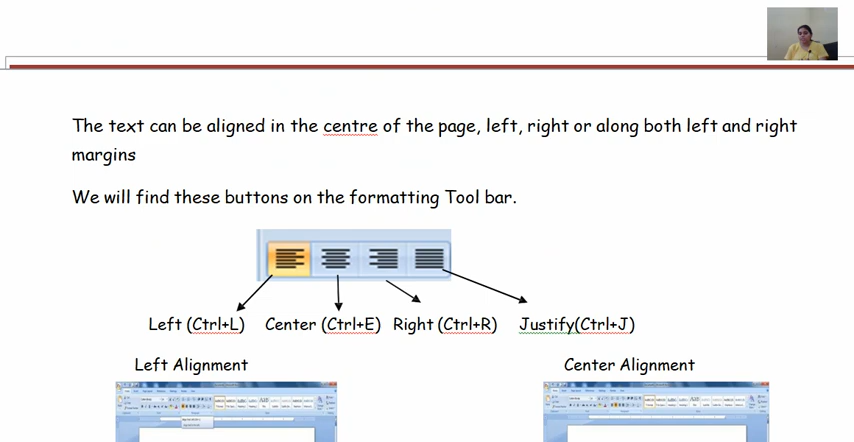 The text can be aligned in the centre of the page, left, right or along both left and right
margins
We will find these buttons on the formatting Tool bar.
Left (Ctrl+L) Center (Ctrl+E) Right (Ctrl+R) Justify(Ctrl+J)
Left Alignment Center Alignment